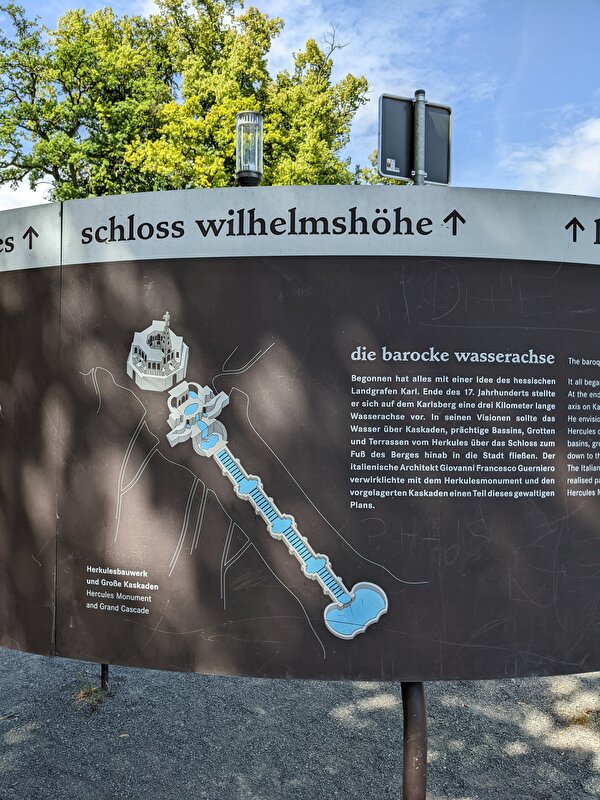 es ↑
schloss wilhelmshöhe ↑
↑
die barocke wasserachse
Begonnen hat alles mit einer Idee des hessischen
Landgrafen Karl. Ende des 17. Jahrhunderts stellte
er sich auf dem Karlsberg eine drei Kilometer lange
Wasserachse vor. In seinen Visionen sollte das
Wasser über Kaskaden, prächtige Bassins, Grotten
und Terrassen vom Herkules über das Schloss zum
Fuß des Berges hinab in die Stadt fließen. Der
italienische Architekt Giovanni Francesco Guerniero
verwirklichte mit dem Herkulesmonument und den
vorgelagerten Kaskaden einen Teil dieses gewaltigen
Plans.
The baroq
It all bega
At the end
axis on Ka
He envisio
Hercules d
basins, gro
down to th
The Italian
realised pa
Hercules M
Herkulesbauwerk
und Große Kaskaden
Hercules Monument
and Grand Cascade